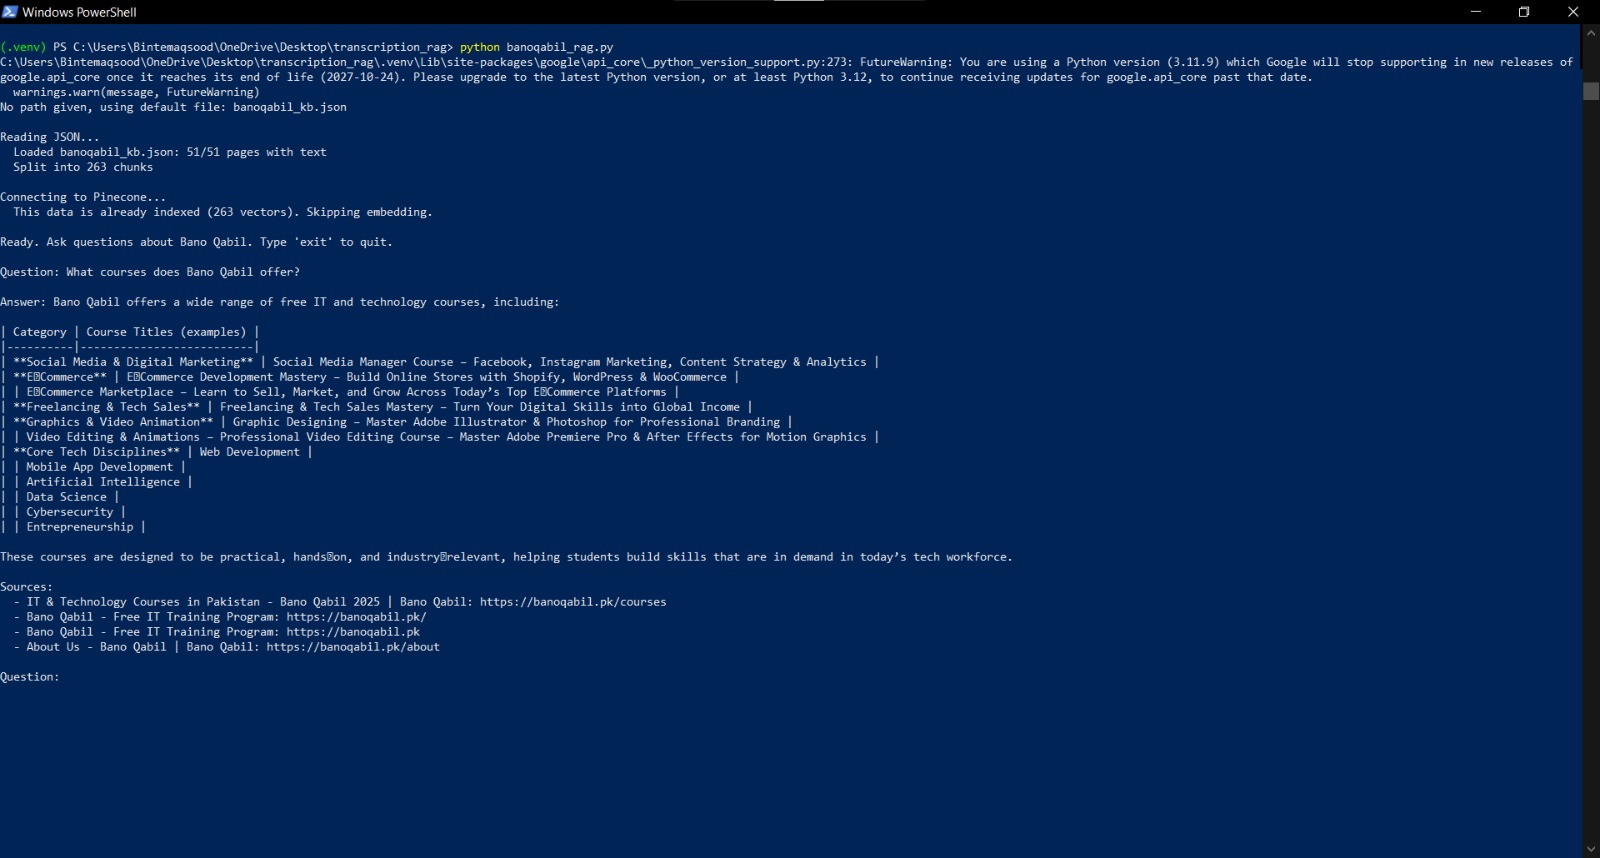 Windows PowerShell
(.venv) PS C:\Users\Bintemaqsood\OneDrive\Desktop\transcription_rag> python banoqabil_rag.py
C:\Users\Bintemaqsood\OneDrive\Desktop\transcription_rag\.venv\Lib\site-packages\google\api_core\_python_version_support.py:273: FutureWarning: You are using a Python version (3.11.9) which Google will stop supporting in new releases of
google.api_core once it reaches its end of life (2027-10-24). Please upgrade to the latest Python version, or at least Python 3.12, to continue receiving updates for google.api_core past that date.
  warnings.warn(message, FutureWarning)
No path given, using default file: banoqabil_kb.json

Reading JSON...
  Loaded banoqabil_kb.json: 51/51 pages with text
  Split into 263 chunks

Connecting to Pinecone...
  This data is already indexed (263 vectors). Skipping embedding.

Ready. Ask questions about Bano Qabil. Type 'exit' to quit.

Question: What courses does Bano Qabil offer?

Answer: Bano Qabil offers a wide range of free IT and technology courses, including:

| Category | Course Titles (examples) |
|----------|--------------------------|
| **Social Media & Digital Marketing** | Social Media Manager Course – Facebook, Instagram Marketing, Content Strategy & Analytics |
| **E�Commerce** | E�Commerce Development Mastery – Build Online Stores with Shopify, WordPress & WooCommerce |
| | E�Commerce Marketplace – Learn to Sell, Market, and Grow Across Today’s Top E�Commerce Platforms |
| **Freelancing & Tech Sales** | Freelancing & Tech Sales Mastery – Turn Your Digital Skills into Global Income |
| **Graphics & Video Animation** | Graphic Designing – Master Adobe Illustrator & Photoshop for Professional Branding |
| | Video Editing & Animations – Professional Video Editing Course – Master Adobe Premiere Pro & After Effects for Motion Graphics |
| **Core Tech Disciplines** | Web Development |
| | Mobile App Development |
| | Artificial Intelligence |
| | Data Science |
| | Cybersecurity |
| | Entrepreneurship |

These courses are designed to be practical, hands�on, and industry�relevant, helping students build skills that are in demand in today’s tech workforce.

Sources:
  - IT & Technology Courses in Pakistan - Bano Qabil 2025 | Bano Qabil: https://banoqabil.pk/courses
  - Bano Qabil - Free IT Training Program: https://banoqabil.pk/
  - Bano Qabil - Free IT Training Program: https://banoqabil.pk
  - About Us - Bano Qabil | Bano Qabil: https://banoqabil.pk/about

Question: